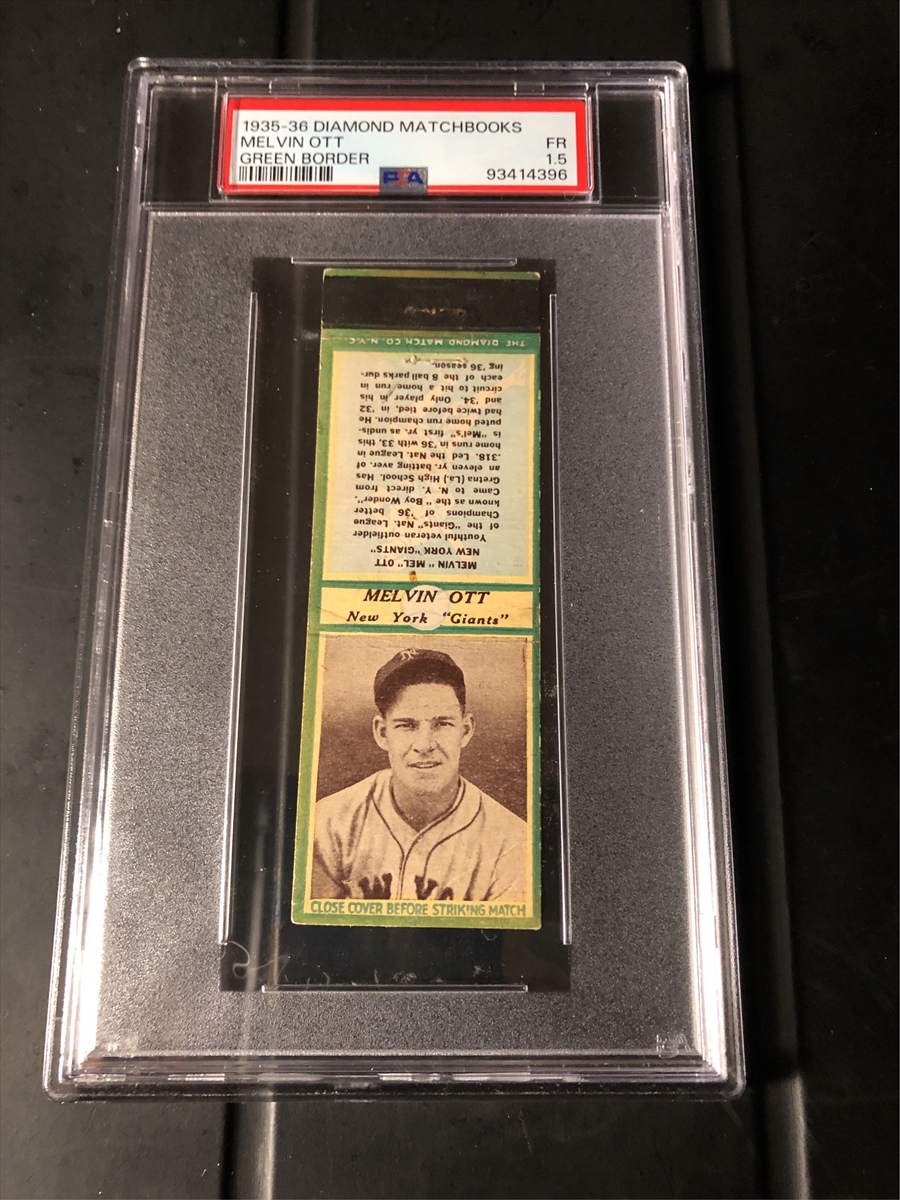 1935-36 DIAMOND MATCHBOOKS
MELVIN OTT FR
GREEN BORDER 1.5
PSA 93414396
MELVIN "MEL" OTT
NEW YORK "GIANTS"
Youthful veteran outfielder
of the "Giants" Nat. League
Champions of '36 better
known as the "Boy Wonder".
Came to N. Y. direct from
Gretna (La.) High School. Has
an eleven yr. batting aver. of
.318. Led the Nat. League in
home runs in '36 with 33, this
is "Mel's" first yr. as undis-
puted home run champion. He
had twice before tied, in '32
and '34. Only player in his
circuit to hit a home run in
each of the 8 ball parks dur-
ing '36 season.
THE DIAMOND MATCH CO. N.Y.C.
MELVIN OTT
New York "Giants"
CLOSE COVER BEFORE STRIKING MATCH